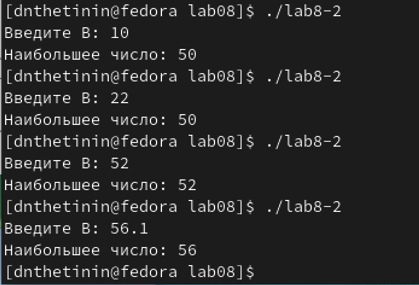 [dnthetinin@fedora lab08]$ ./lab8-2
Введите B: 10
Наибольшее число: 50
[dnthetinin@fedora lab08]$ ./lab8-2
Введите B: 22
Наибольшее число: 50
[dnthetinin@fedora lab08]$ ./lab8-2
Введите B: 52
Наибольшее число: 52
[dnthetinin@fedora lab08]$ ./lab8-2
Введите B: 56.1
Наибольшее число: 56
[dnthetinin@fedora lab08]$